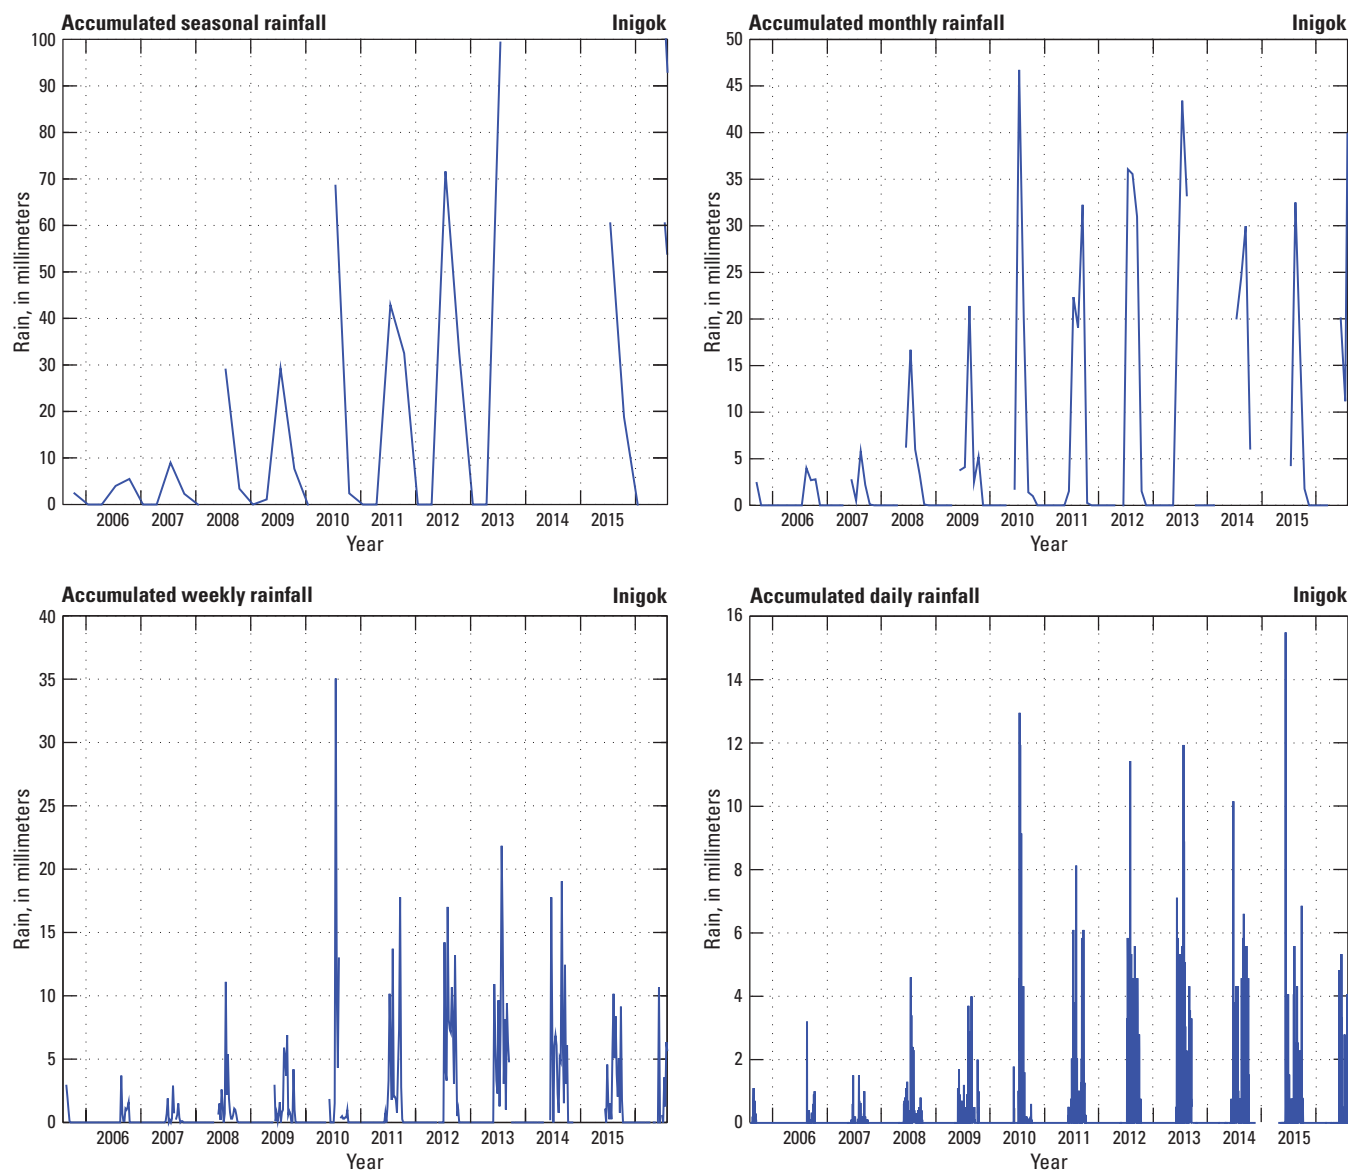 Accumulated seasonal rainfall Inigok
100
90
80
70
60
50
40
30
20
10
0
Rain, in millimeters
2006 2007 2008 2009 2010 2011 2012 2013 2014 2015
Year
Accumulated monthly rainfall Inigok
50
45
40
35
30
25
20
15
10
5
0
Rain, in millimeters
2006 2007 2008 2009 2010 2011 2012 2013 2014 2015
Year
Accumulated weekly rainfall Inigok
40
35
30
25
20
15
10
5
0
Rain, in millimeters
2006 2007 2008 2009 2010 2011 2012 2013 2014 2015
Year
Accumulated daily rainfall Inigok
16
14
12
10
8
6
4
2
0
Rain, in millimeters
2006 2007 2008 2009 2010 2011 2012 2013 2014 2015
Year